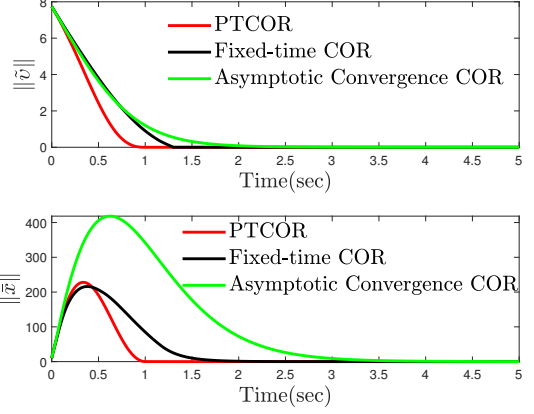 8
PTCOR
6
Fixed-time COR
‖ṽ‖
4
Asymptotic Convergence COR
2
0
0 0.5 1 1.5 2 2.5 3 3.5 4 4.5 5
Time(sec)
400
PTCOR
300
Fixed-time COR
‖x̄‖
200
Asymptotic Convergence COR
100
0
0 0.5 1 1.5 2 2.5 3 3.5 4 4.5 5
Time(sec)